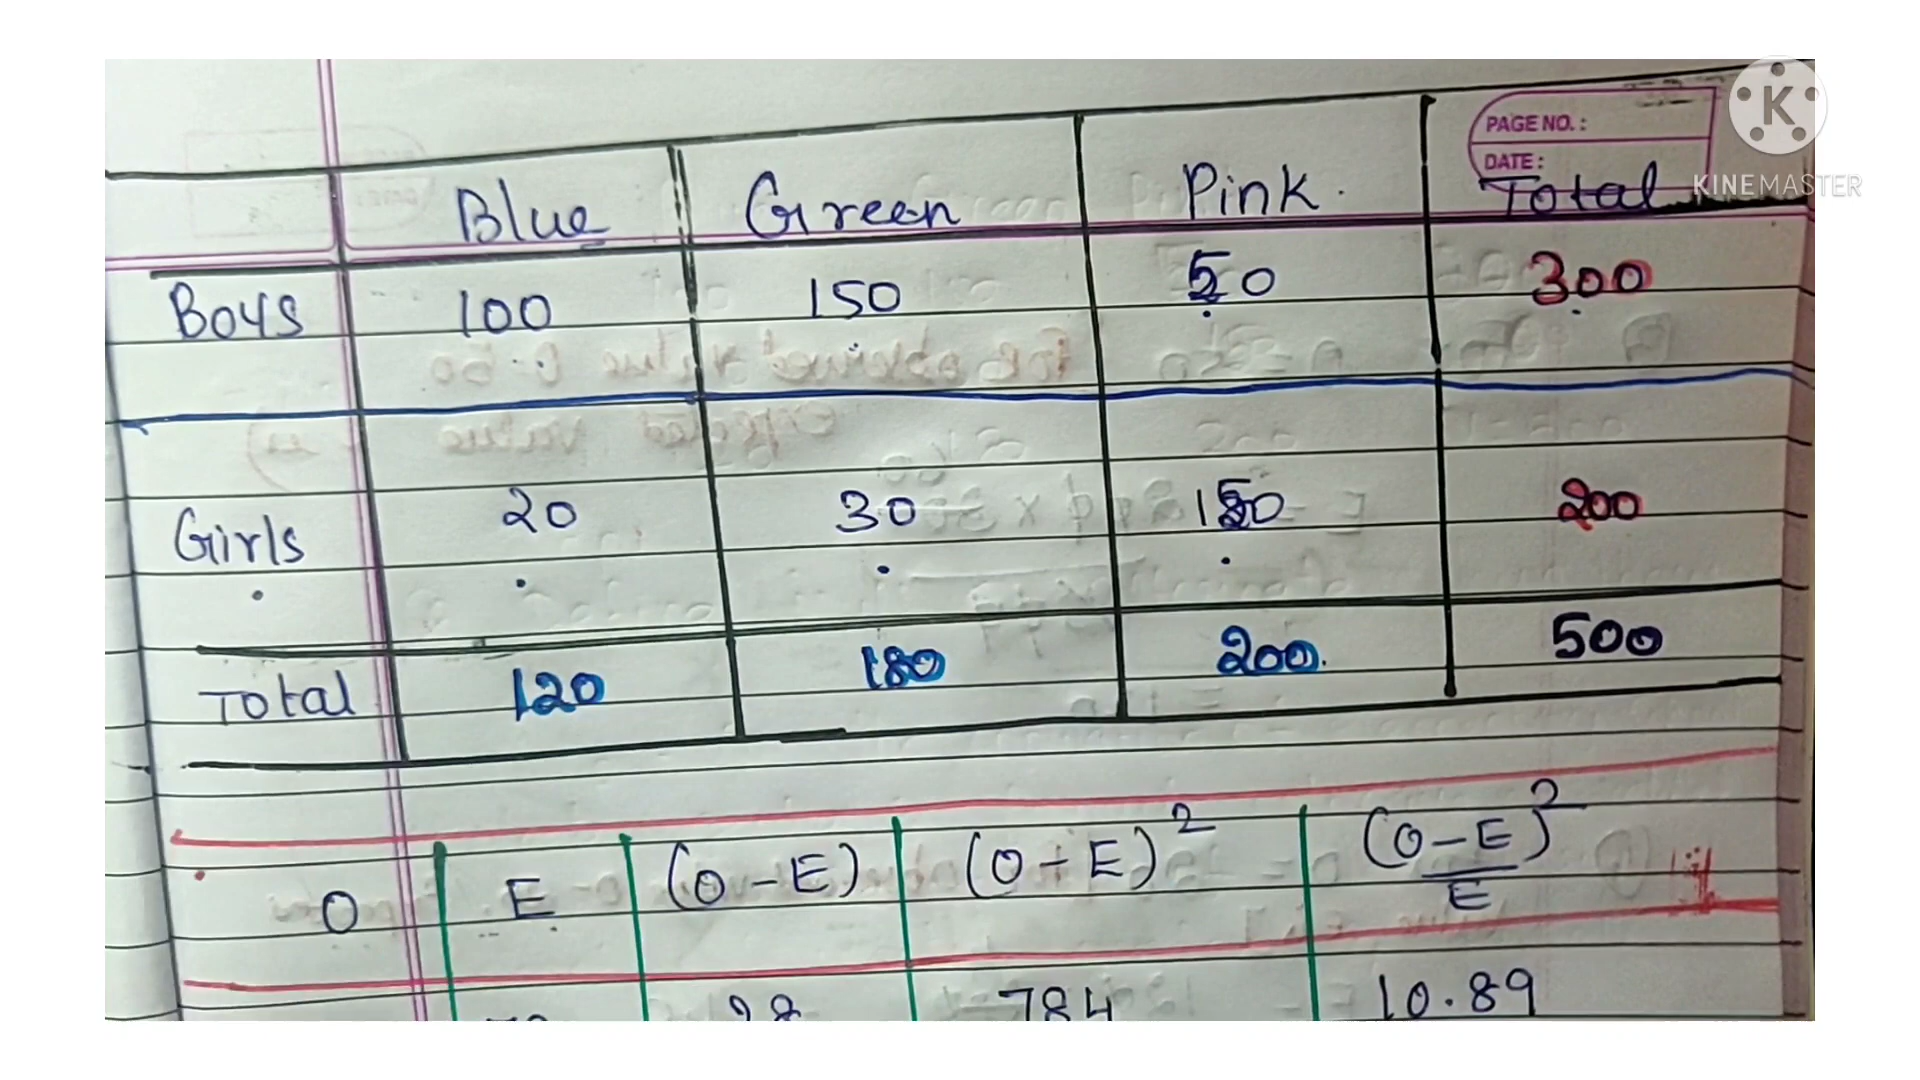 PAGE NO. :
DATE :
KINEMASTER
Blue Green Pink. Total
Boys 100 150 50 300
Girls 20 30 150 200
Total 120 180 200. 500
O E (O-E) (O-E)² (O-E)²/E
28 784 10.89